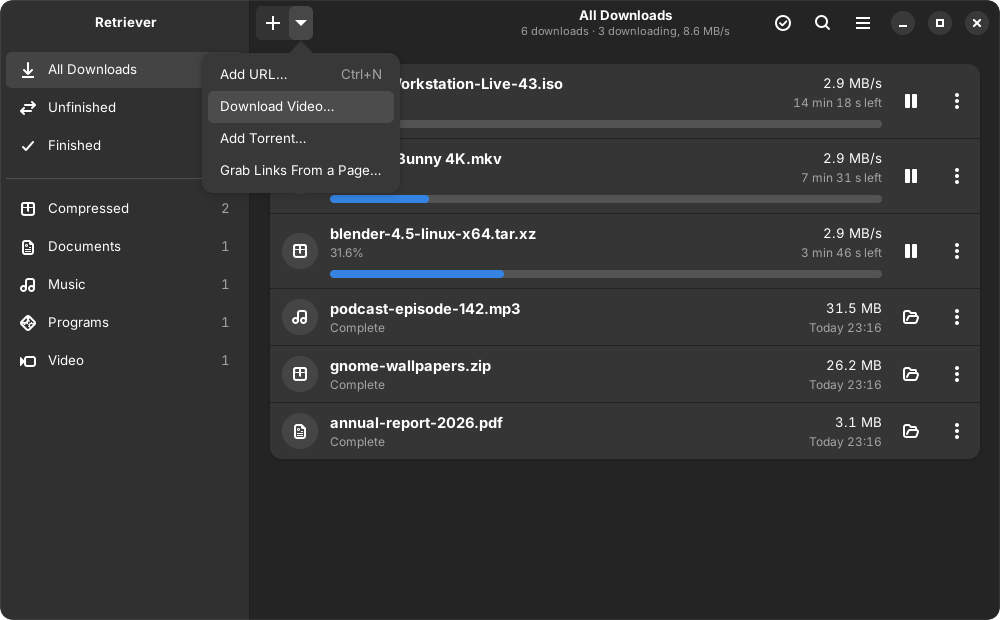 Retriever
All Downloads
6 downloads · 3 downloading, 8.6 MB/s
All Downloads
Unfinished
Finished
Compressed 2
Documents 1
Music 1
Programs 1
Video 1
Add URL... Ctrl+N
Download Video...
Add Torrent...
Grab Links From a Page...
orkstation-Live-43.iso
2.9 MB/s
14 min 18 s left
Bunny 4K.mkv
2.9 MB/s
7 min 31 s left
blender-4.5-linux-x64.tar.xz
31.6%
2.9 MB/s
3 min 46 s left
podcast-episode-142.mp3
Complete
31.5 MB
Today 23:16
gnome-wallpapers.zip
Complete
26.2 MB
Today 23:16
annual-report-2026.pdf
Complete
3.1 MB
Today 23:16